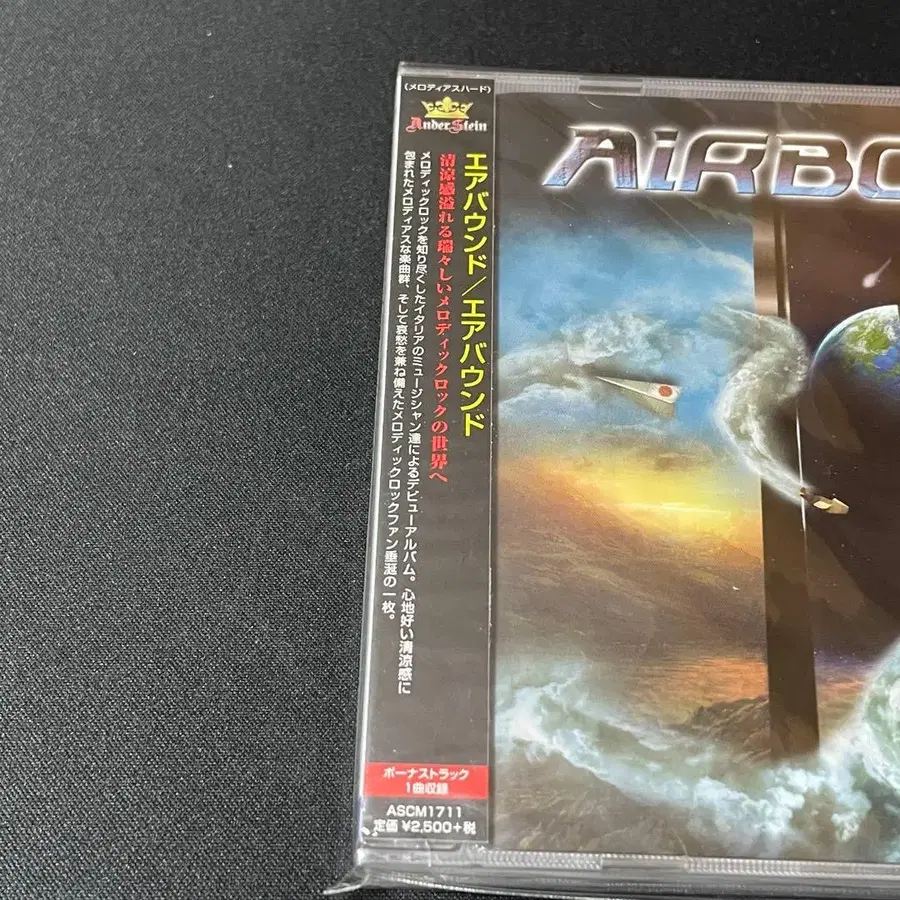 (メロディアスハード)
AnderStein
エアバウンド/エアバウンド
清涼感溢れる瑞々しいメロディックロックの世界へ
メロディックロックを知り尽くしたイタリアのミュージシャン達によるデビューアルバム。心地好い清涼感に
包まれたメロディアスな楽曲群、そして哀愁を兼ね備えたメロディックロックファン垂涎の一枚。
ボーナストラック
1曲収録
ASCM1711
定価 ¥2,500+税
AiRBO